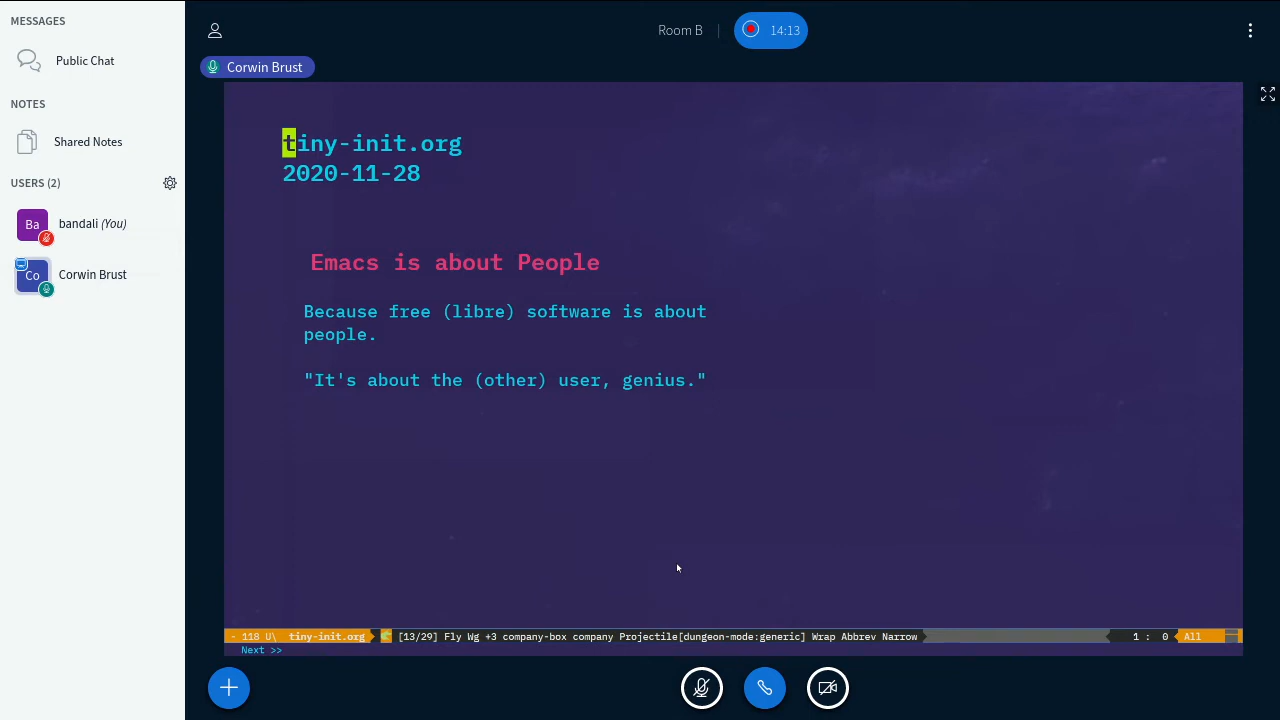 MESSAGES
Public Chat
NOTES
Shared Notes
USERS (2)
Ba
bandali (You)
Co
Corwin Brust
Room B
14:13
Corwin Brust
tiny-init.org
2020-11-28
Emacs is about People
Because free (libre) software is about
people.
"It's about the (other) user, genius."
- 118 U\ tiny-init.org [13/29] Fly Wg +3 company-box company Projectile[dungeon-mode:generic] Wrap Abbrev Narrow 1 : 0 All
Next >>